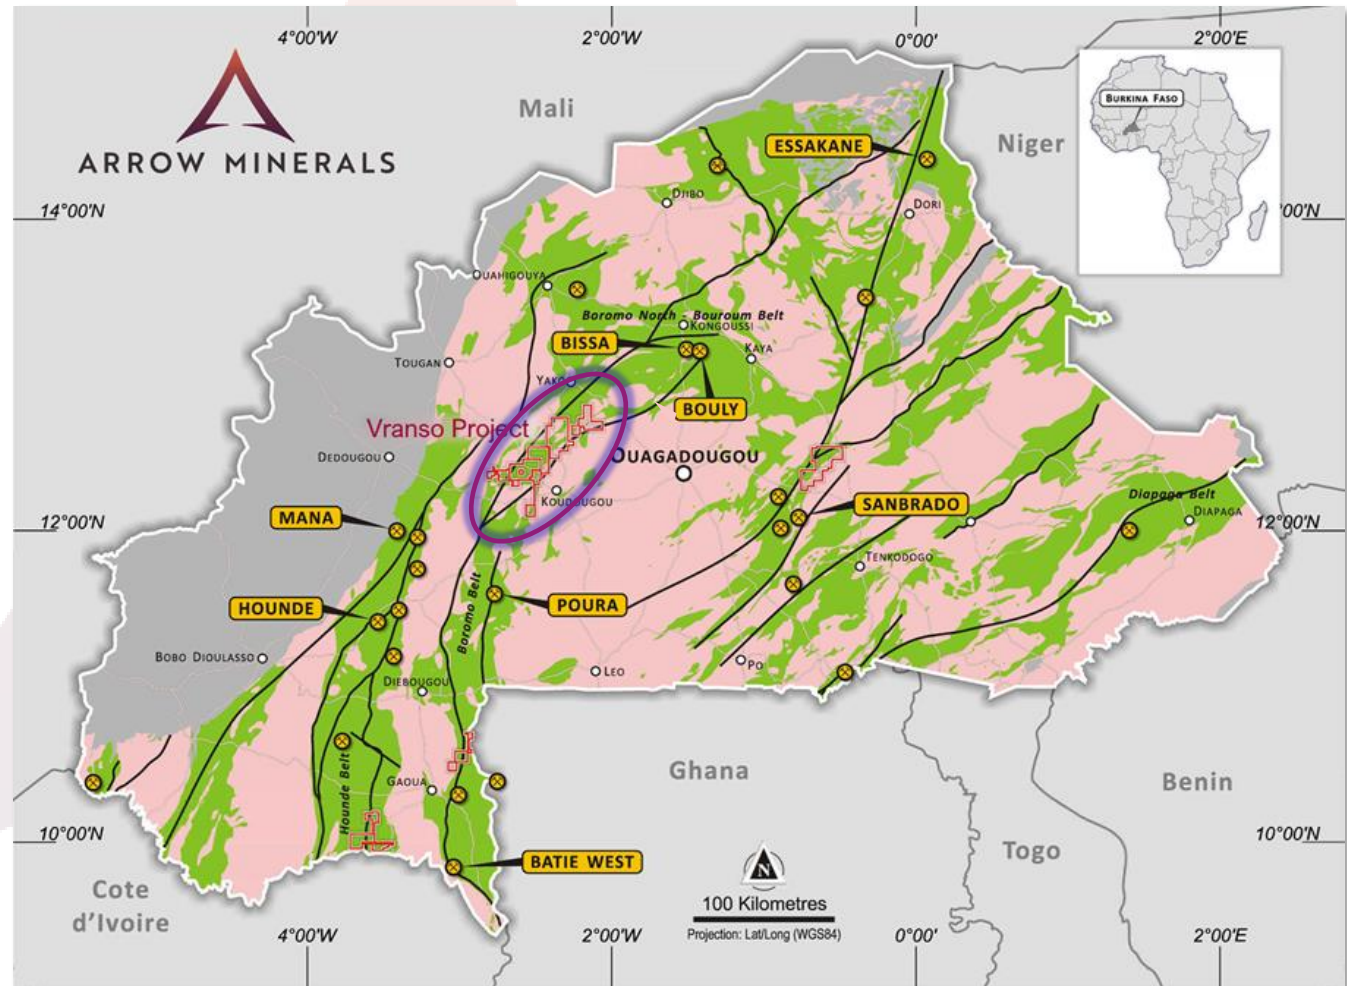 4°00'W
2°00'W
0°00'
2°00'E
ARROW MINERALS
Mali
Niger
BURKINA FASO
ESSAKANE
DJIBO
DORI
14°00'N
00'N
OUAHIGOUYA
Boromo North - Bouroum Belt
KONGOUSSI
BISSA
KAYA
TOUGAN
YAKO
BOULY
Vranso Project
DEDOUGOU
OUAGADOUGOU
KOUDOUGOU
SANBRADO
Diapaga Belt
DIAPAGA
MANA
12°00'N
12°00'N
TENKODOGO
HOUNDE
POURA
Boromo Belt
BOBO DIOULASSO
LEO
PO
DIEBOUGOU
Ghana
Benin
GAOUA
Hounde Belt
10°00'N
10°00'N
Togo
BATIE WEST
Cote
d'Ivoire
N
100 Kilometres
Projection: Lat/Long (WGS84)
4°00'W
2°00'W
0°00'
2°00'E